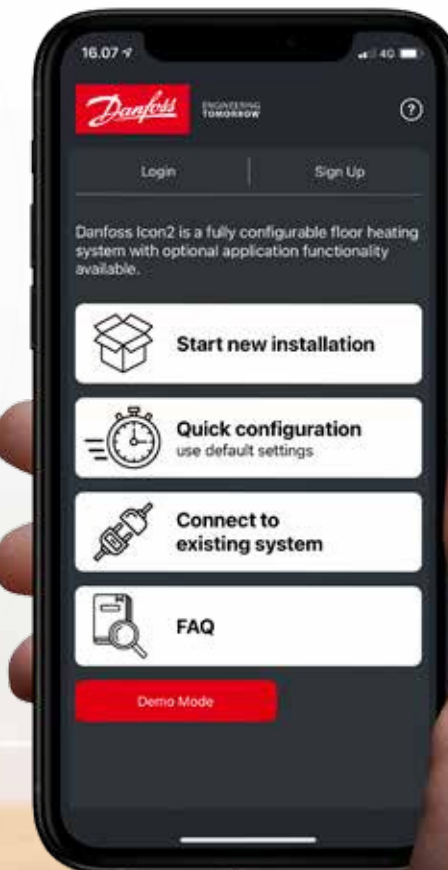 16.07
4G
Danfoss
ENGINEERING
TOMORROW
?
Login
Sign Up
Danfoss Icon2 is a fully configurable floor heating
system with optional application functionality
available.
Start new installation
Quick configuration
use default settings
Connect to
existing system
FAQ
Demo Mode